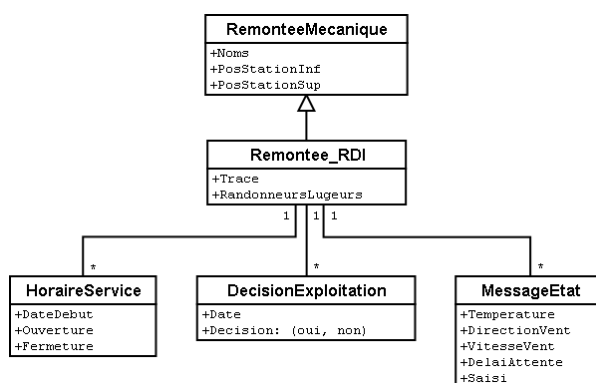 RemonteeMecanique
+Noms
+PosStationInf
+PosStationSup
Remontee_RDI
+Trace
+RandonneursLugeurs
1 1 1
* * *
HoraireService
+DateDebut
+Ouverture
+Fermeture
DecisionExploitation
+Date
+Decision: (oui, non)
MessageEtat
+Temperature
+DirectionVent
+VitesseVent
+DelaiAttente
+Saisi